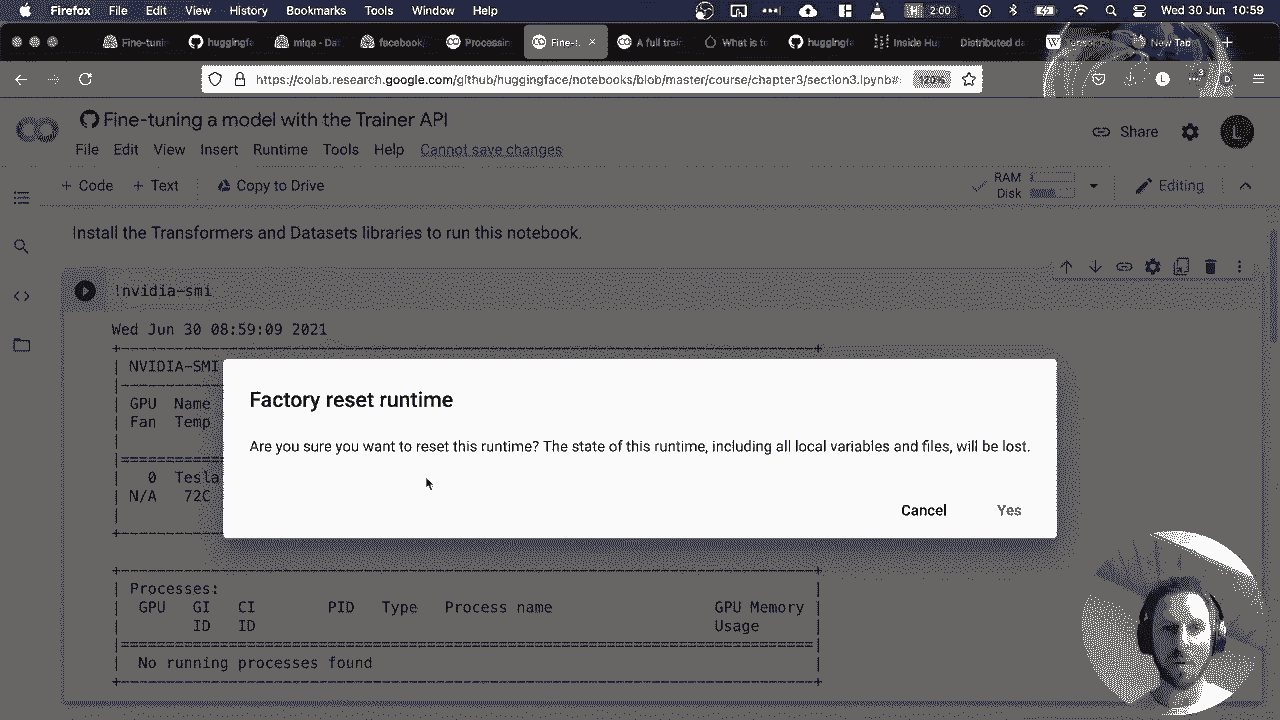 Firefox File Edit View History Bookmarks Tools Window Help 2:00 Wed 30 Jun 10:59
Fine-tuni huggingfa miqa - Da facebook, Processin Fine-t. A full trai What is t huggingfe Inside Hu Distributed da New Tab
https://colab.research.google.com/github/huggingface/notebooks/blob/master/course/chapter3/section3.ipynb#: 120%
Fine-tuning a model with the Trainer API
File Edit View Insert Runtime Tools Help Cannot save changes
Share L
+ Code + Text Copy to Drive
RAM
Disk
Editing
Install the Transformers and Datasets libraries to run this notebook.
!nvidia-smi
Wed Jun 30 08:59:09 2021
NVIDIA-SMI
GPU Name
Fan Temp
0 Tesla
N/A 72C
Factory reset runtime
Are you sure you want to reset this runtime? The state of this runtime, including all local variables and files, will be lost.
Cancel Yes
Processes:
GPU GI CI PID Type Process name GPU Memory
ID ID Usage
No running processes found